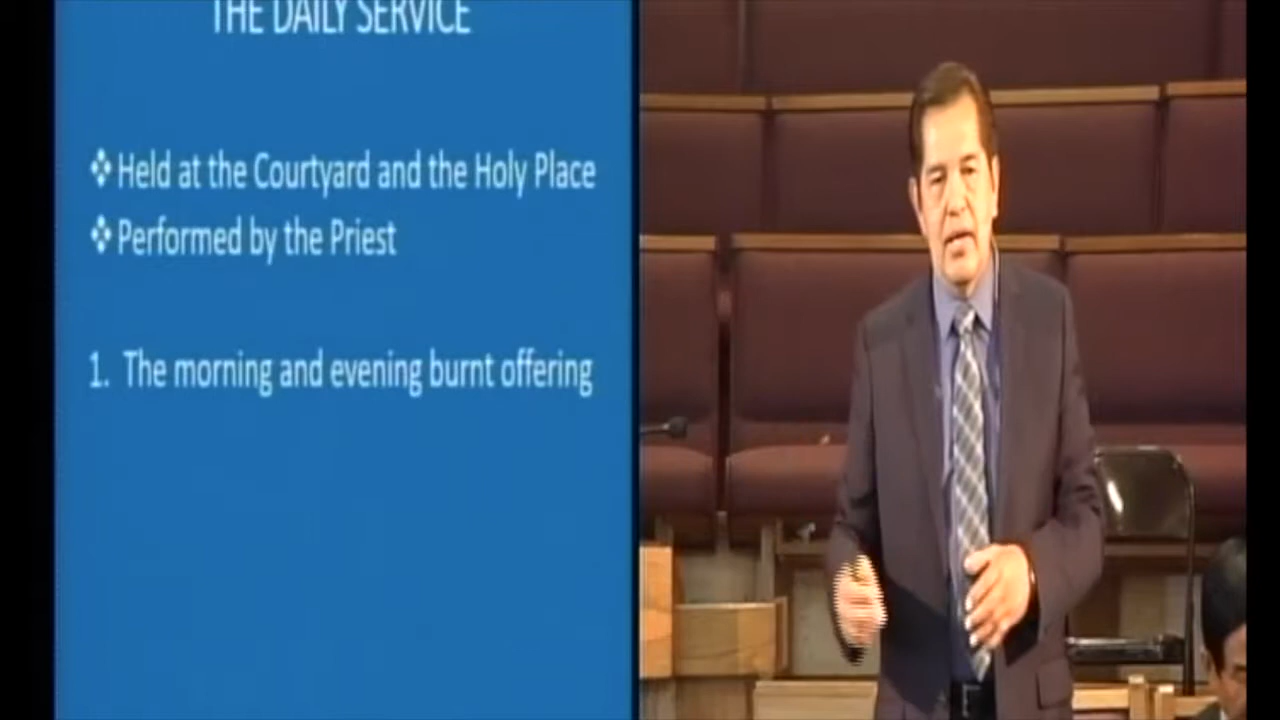 THE DAILY SERVICE
❖ Held at the Courtyard and the Holy Place
❖ Performed by the Priest
1. The morning and evening burnt offering